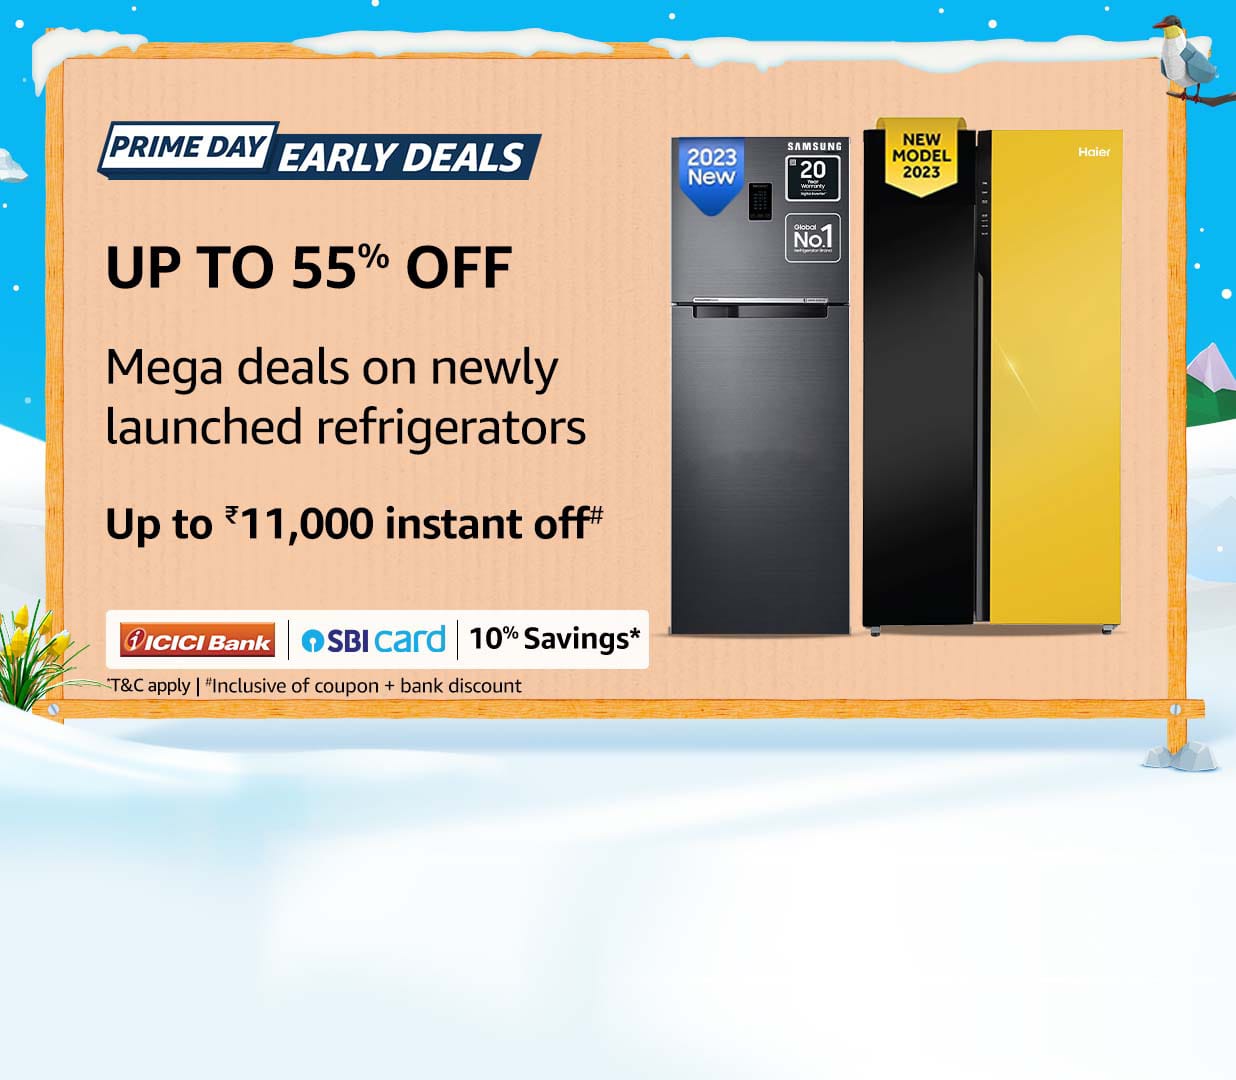 PRIME DAY EARLY DEALS
UP TO 55% OFF
Mega deals on newly
launched refrigerators
Up to ₹11,000 instant off#
ICICI Bank | SBI card | 10% Savings*
*T&C apply | #Inclusive of coupon + bank discount
2023
New
SAMSUNG
20
Year
Warranty
Global
No.1
NEW
MODEL
2023
Haier